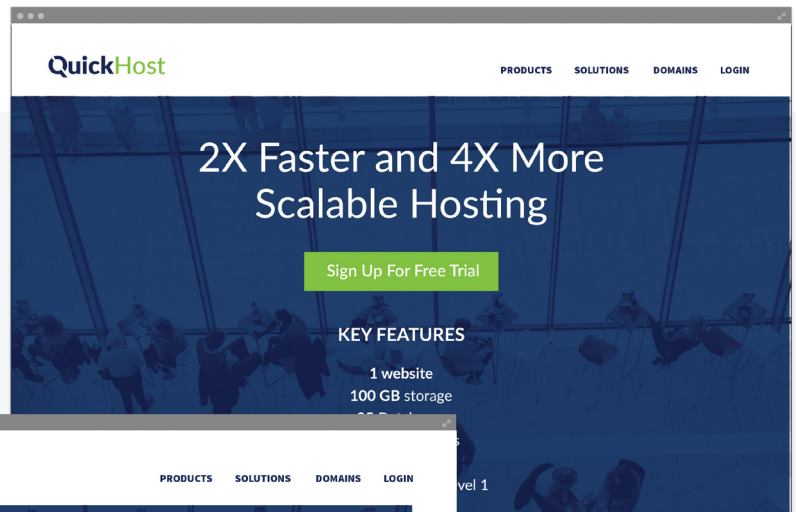 QuickHost
PRODUCTS SOLUTIONS DOMAINS LOGIN
2X Faster and 4X More
Scalable Hosting
Sign Up For Free Trial
KEY FEATURES
1 website
100 GB storage
1
PRODUCTS SOLUTIONS DOMAINS LOGIN